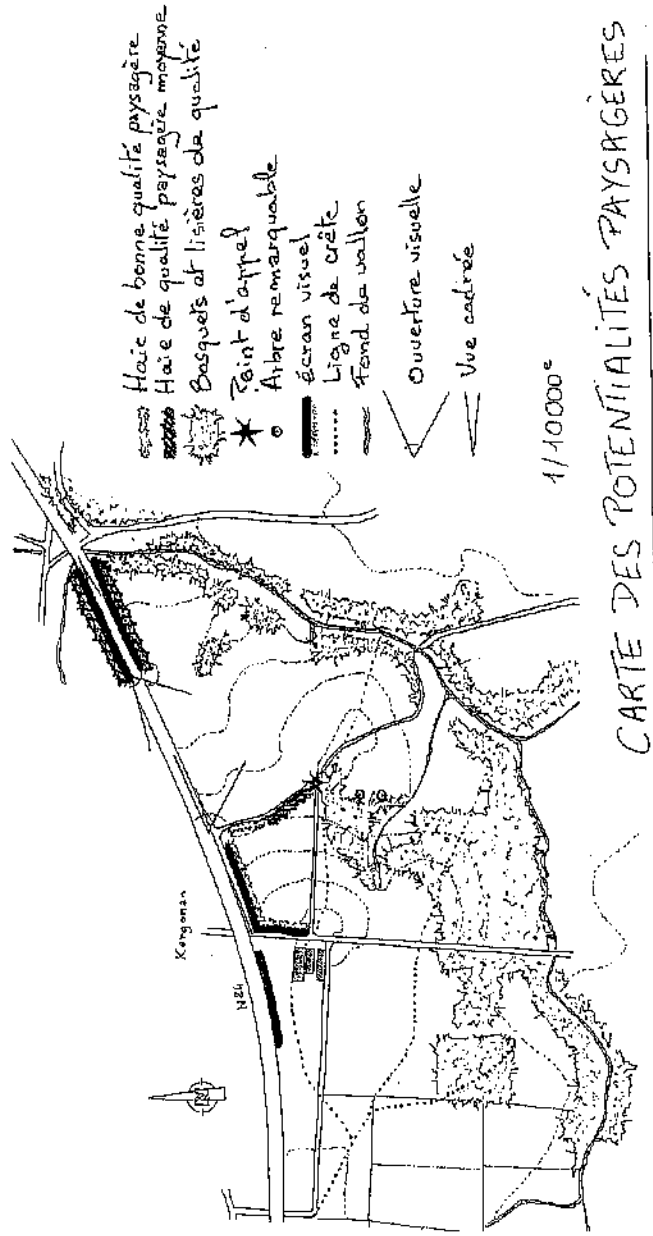 Haie de bonne qualité paysagère
Haie de qualité paysagère moyenne
Bosquets et lisières de qualité
Point d'appel
Arbre remarquable
écran visuel
Ligne de crête
Fond de vallon
Ouverture visuelle
Vue cadrée
1/10000e
CARTE DES POTENTIALITÉS PAYSAGÈRES
Kergonan
N24
N